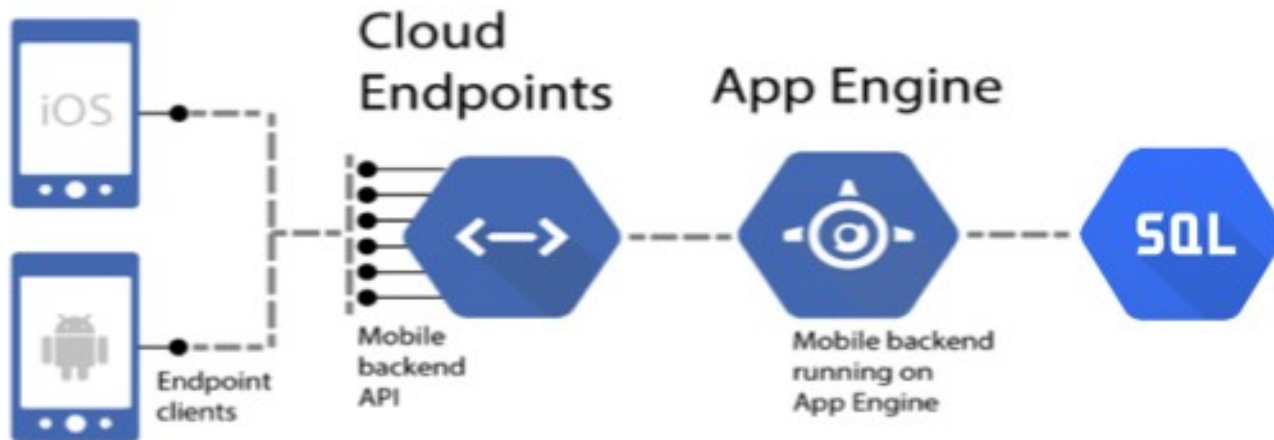 iOS
Endpoint
clients
Cloud
Endpoints
Mobile
backend
API
App Engine
Mobile backend
running on
App Engine
SQL